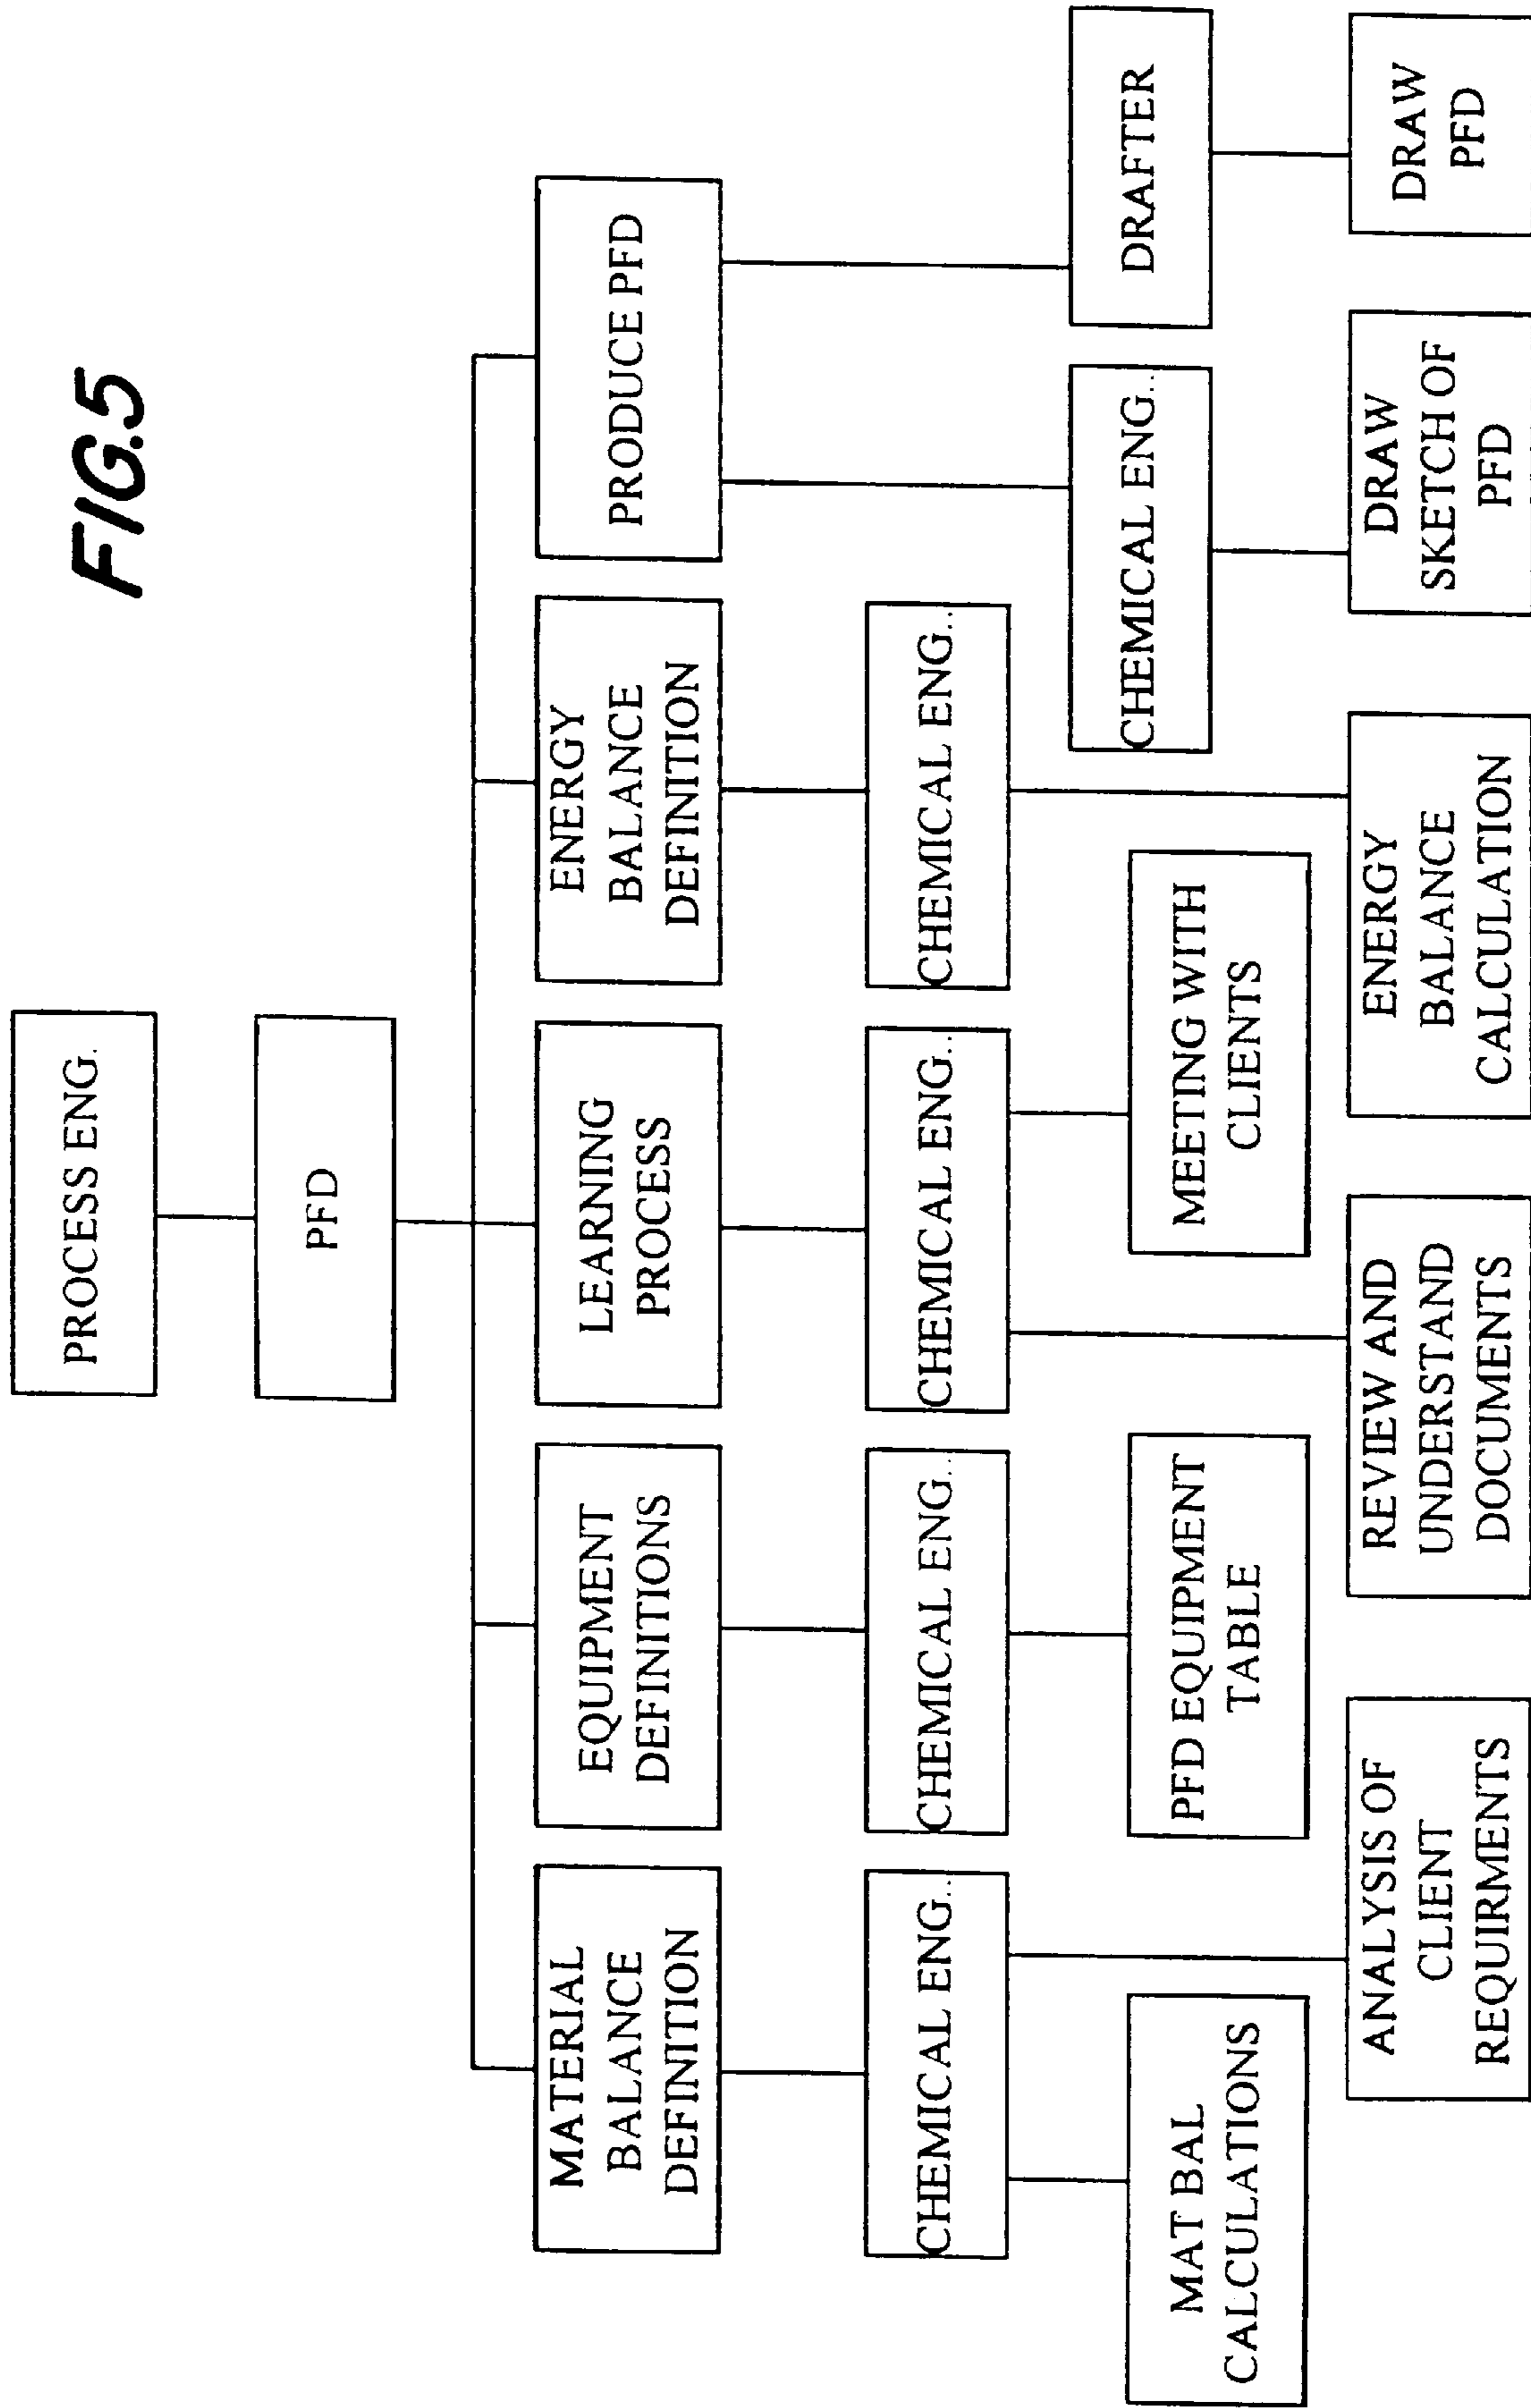 FIG.5
PROCESS ENG.
PFD
MATERIAL
BALANCE
DEFINITION
EQUIPMENT
DEFINITIONS
LEARNING
PROCESS
ENERGY
BALANCE
DEFINITION
PRODUCE PFD
CHEMICAL ENG..
CHEMICAL ENG..
CHEMICAL ENG..
CHEMICAL ENG..
CHEMICAL ENG..
DRAFTER
MAT BAL
CALCULATIONS
PFD EQUIPMENT
TABLE
MEETING WITH
CLIENTS
ANALYSIS OF
CLIENT
REQUIRMENTS
REVIEW AND
UNDERSTAND
DOCUMENTS
ENERGY
BALANCE
CALCULATION
DRAW
SKETCH OF
PFD
DRAW
PFD